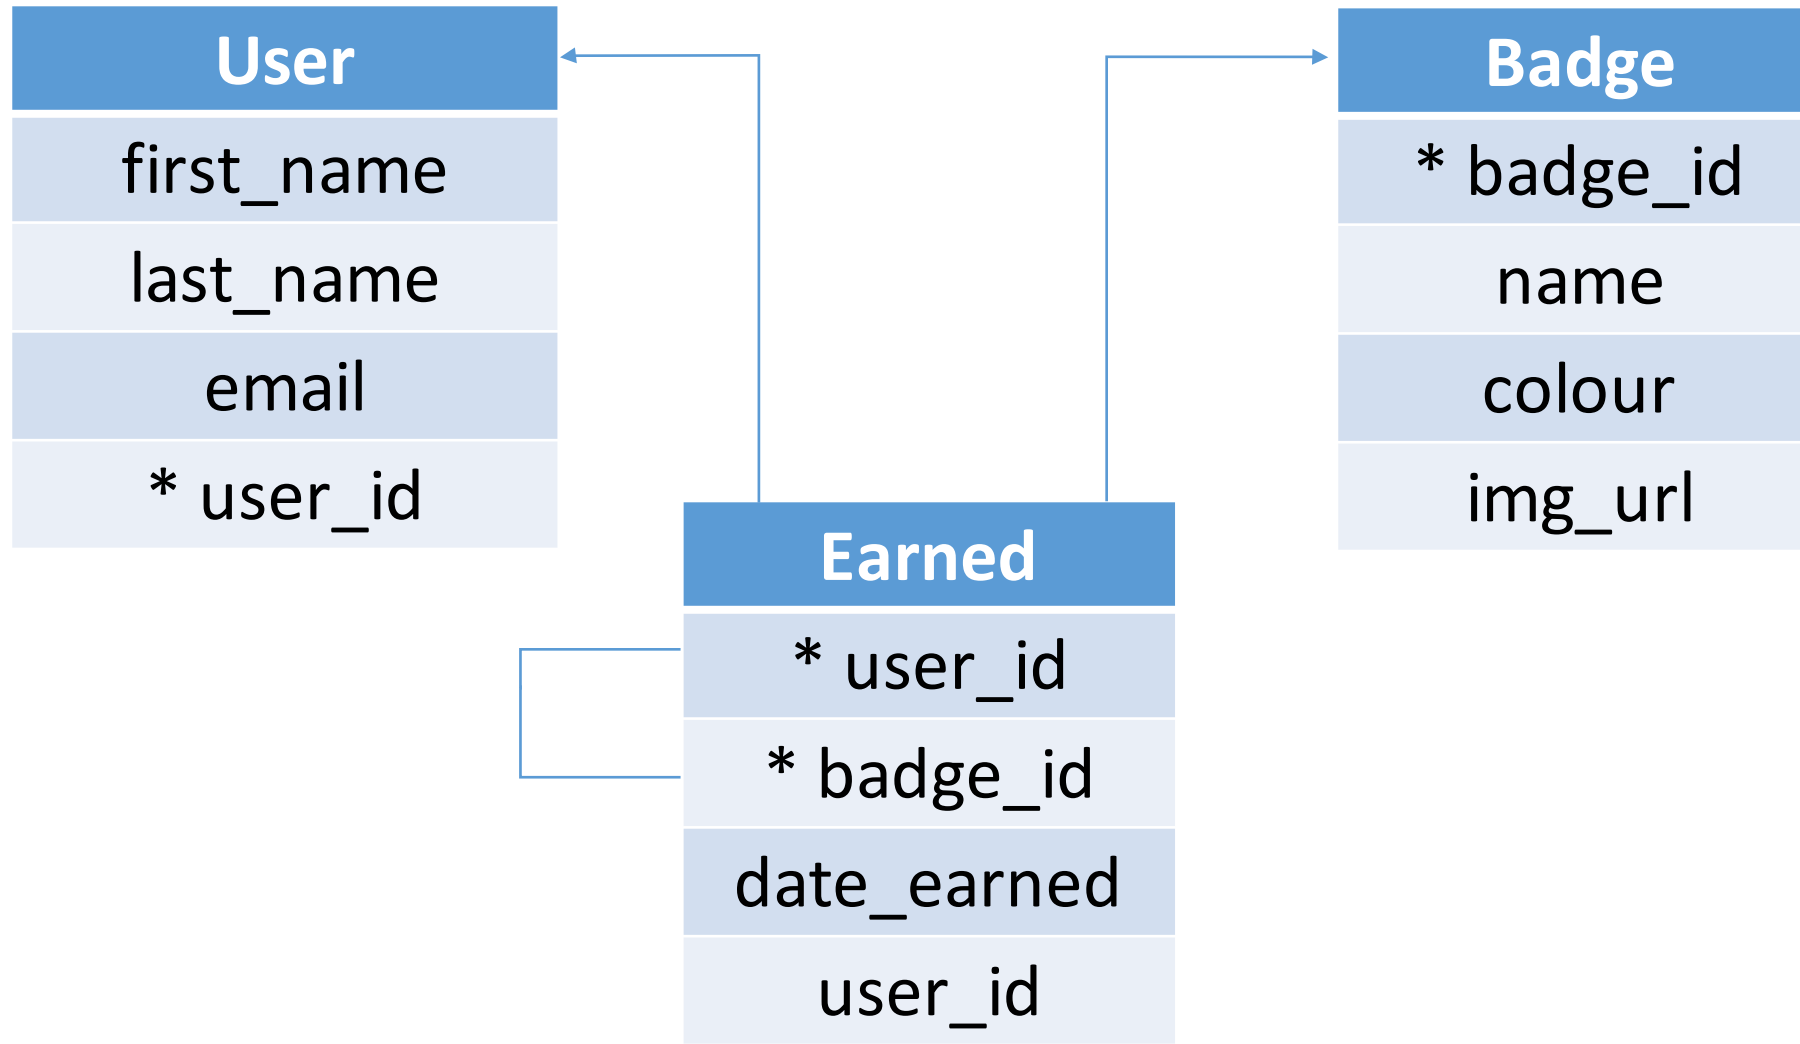 User
first_name
last_name
email
* user_id
Badge
* badge_id
name
colour
img_url
Earned
* user_id
* badge_id
date_earned
user_id